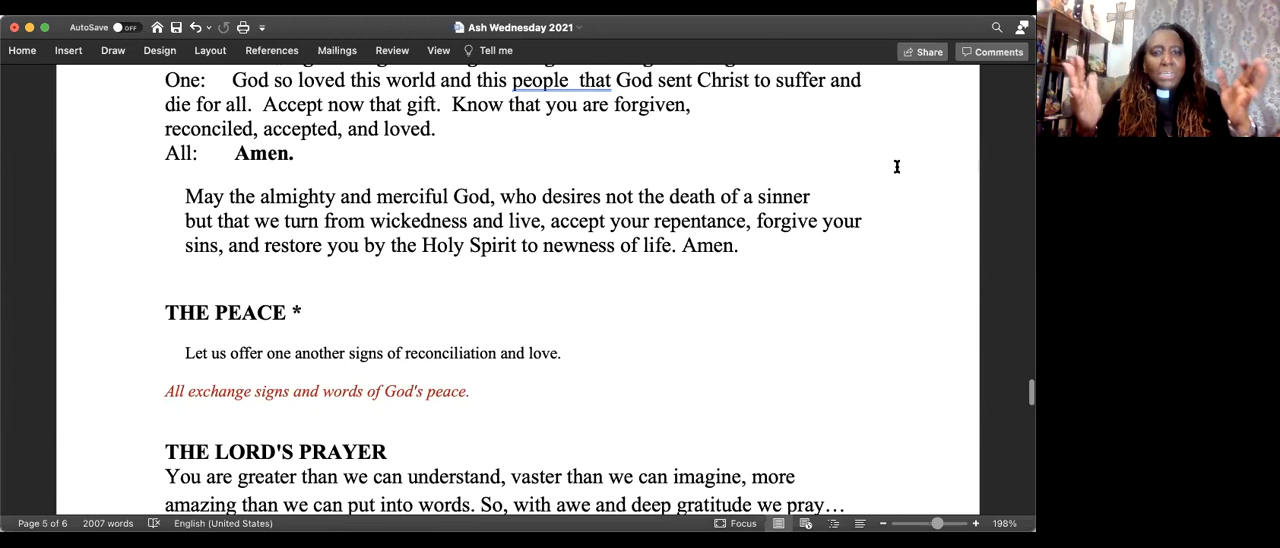 AutoSave OFF
Ash Wednesday 2021
Home Insert Draw Design Layout References Mailings Review View Tell me
Share Comments
One: God so loved this world and this people that God sent Christ to suffer and
die for all. Accept now that gift. Know that you are forgiven,
reconciled, accepted, and loved.
All: Amen.
May the almighty and merciful God, who desires not the death of a sinner
but that we turn from wickedness and live, accept your repentance, forgive your
sins, and restore you by the Holy Spirit to newness of life. Amen.
THE PEACE *
Let us offer one another signs of reconciliation and love.
All exchange signs and words of God's peace.
THE LORD'S PRAYER
You are greater than we can understand, vaster than we can imagine, more
amazing than we can put into words. So, with awe and deep gratitude we pray…
Page 5 of 6 2007 words English (United States) Focus 198%